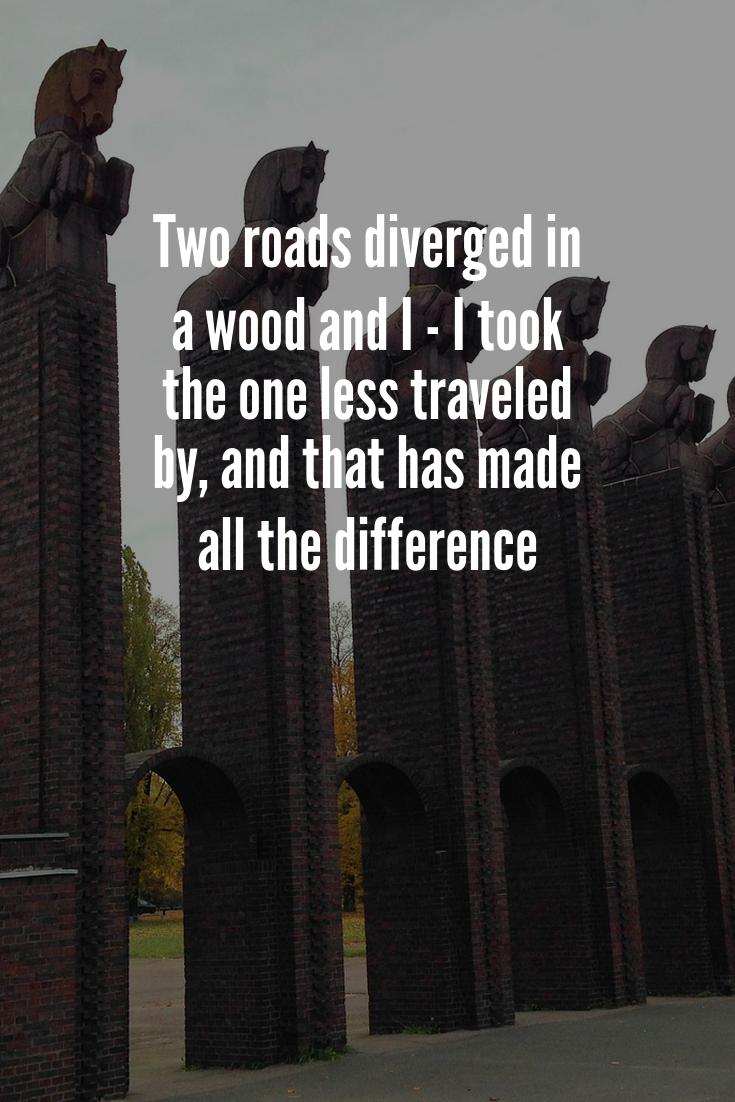 Two roads diverged in
a wood and I - I took
the one less traveled
by, and that has made
all the difference